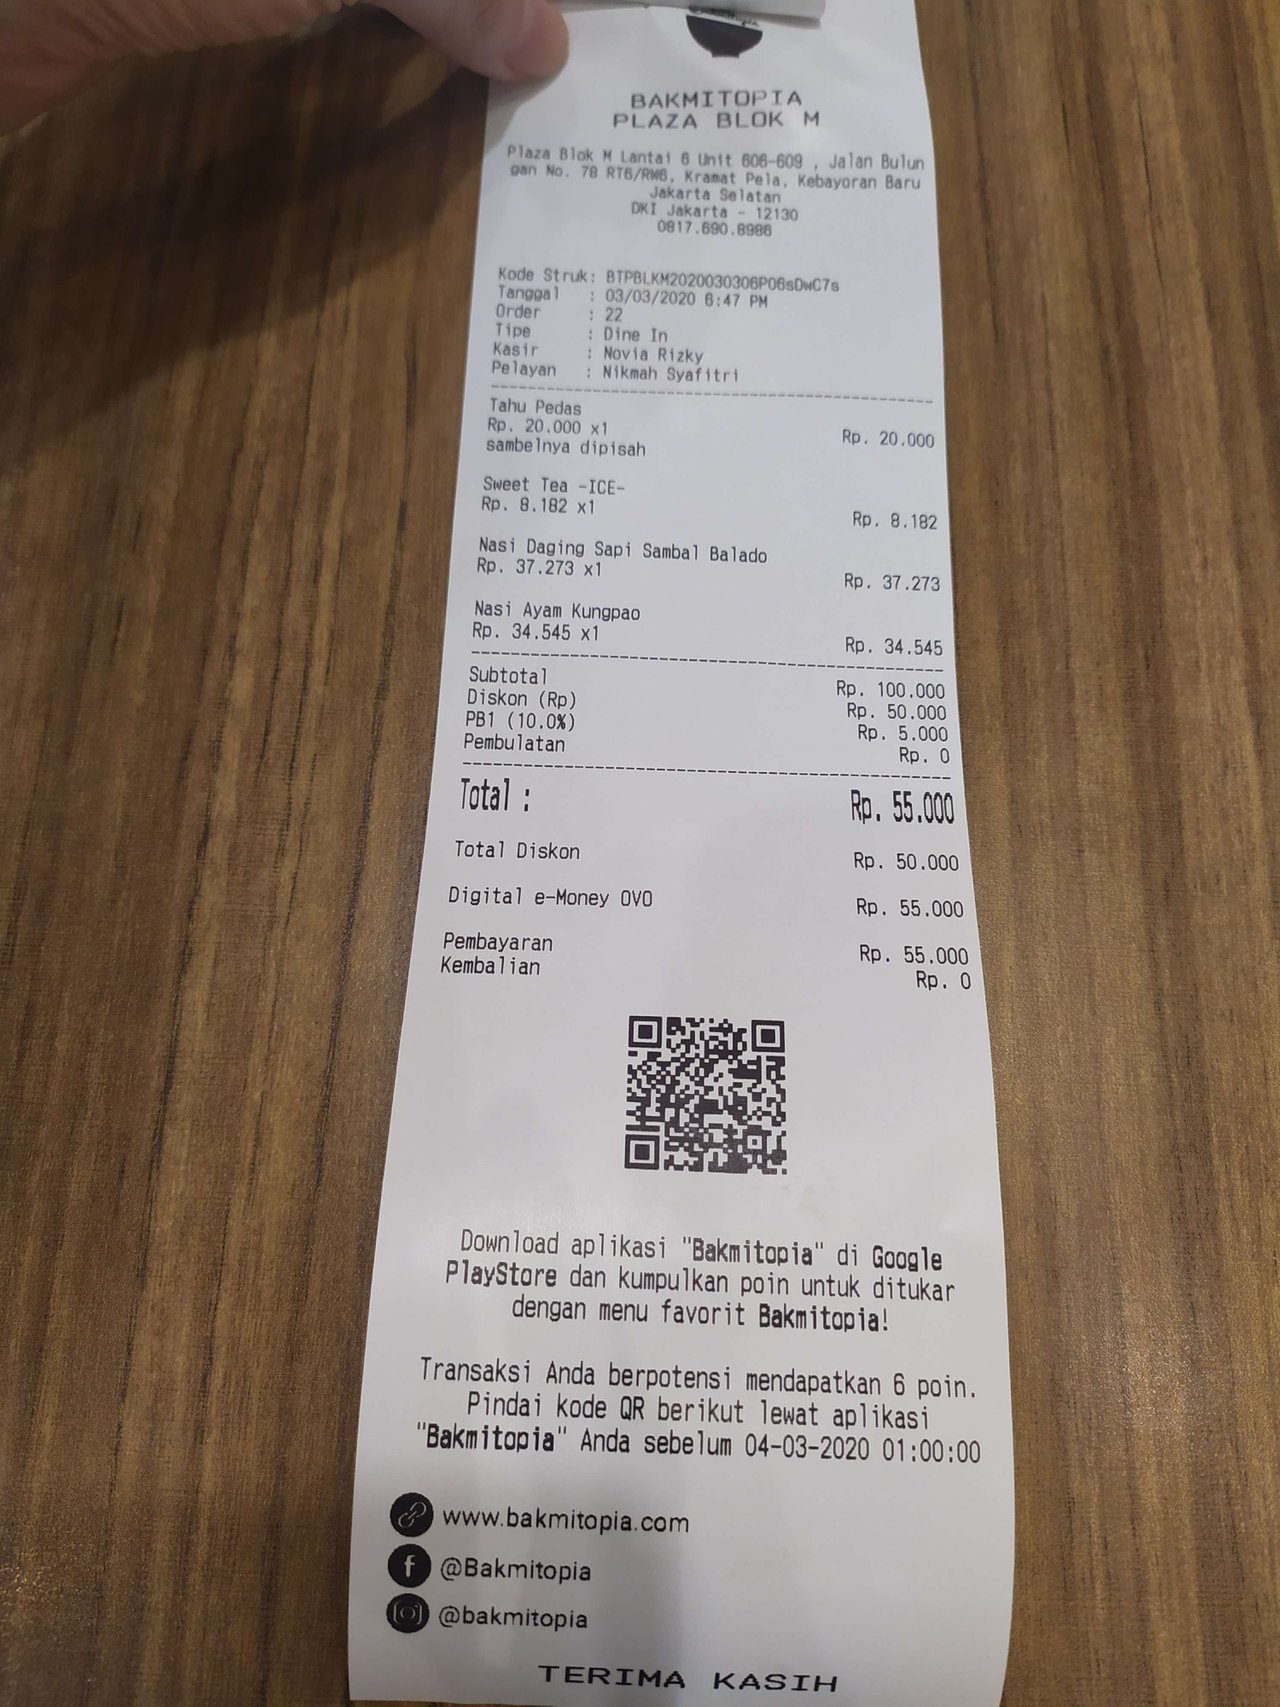 BAKMITOPIA
PLAZA BLOK M
Plaza Blok M Lantai 6 Unit 606-609 , Jalan Bulun
gan No. 78 RT6/RW6, Kramat Pela, Kebayoran Baru
Jakarta Selatan
DKI Jakarta - 12130
0817.690.8986
Kode Struk: BTPBLKM2020030306P06sDwC7s
Tanggal : 03/03/2020 6:47 PM
Order : 22
Tipe : Dine In
Kasir : Novia Rizky
Pelayan : Nikmah Syafitri
Tahu Pedas
Rp. 20.000 x1 Rp. 20.000
sambelnya dipisah
Sweet Tea -ICE-
Rp. 8.182 x1 Rp. 8.182
Nasi Daging Sapi Sambal Balado
Rp. 37.273 x1 Rp. 37.273
Nasi Ayam Kungpao
Rp. 34.545 x1 Rp. 34.545
Subtotal Rp. 100.000
Diskon (Rp) Rp. 50.000
PB1 (10.0%) Rp. 5.000
Pembulatan Rp. 0
Total : Rp. 55.000
Total Diskon Rp. 50.000
Digital e-Money OVO Rp. 55.000
Pembayaran Rp. 55.000
Kembalian Rp. 0
Download aplikasi "Bakmitopia" di Google
PlayStore dan kumpulkan poin untuk ditukar
dengan menu favorit Bakmitopia!
Transaksi Anda berpotensi mendapatkan 6 poin.
Pindai kode QR berikut lewat aplikasi
"Bakmitopia" Anda sebelum 04-03-2020 01:00:00
www.bakmitopia.com
@Bakmitopia
@bakmitopia
TERIMA KASIH